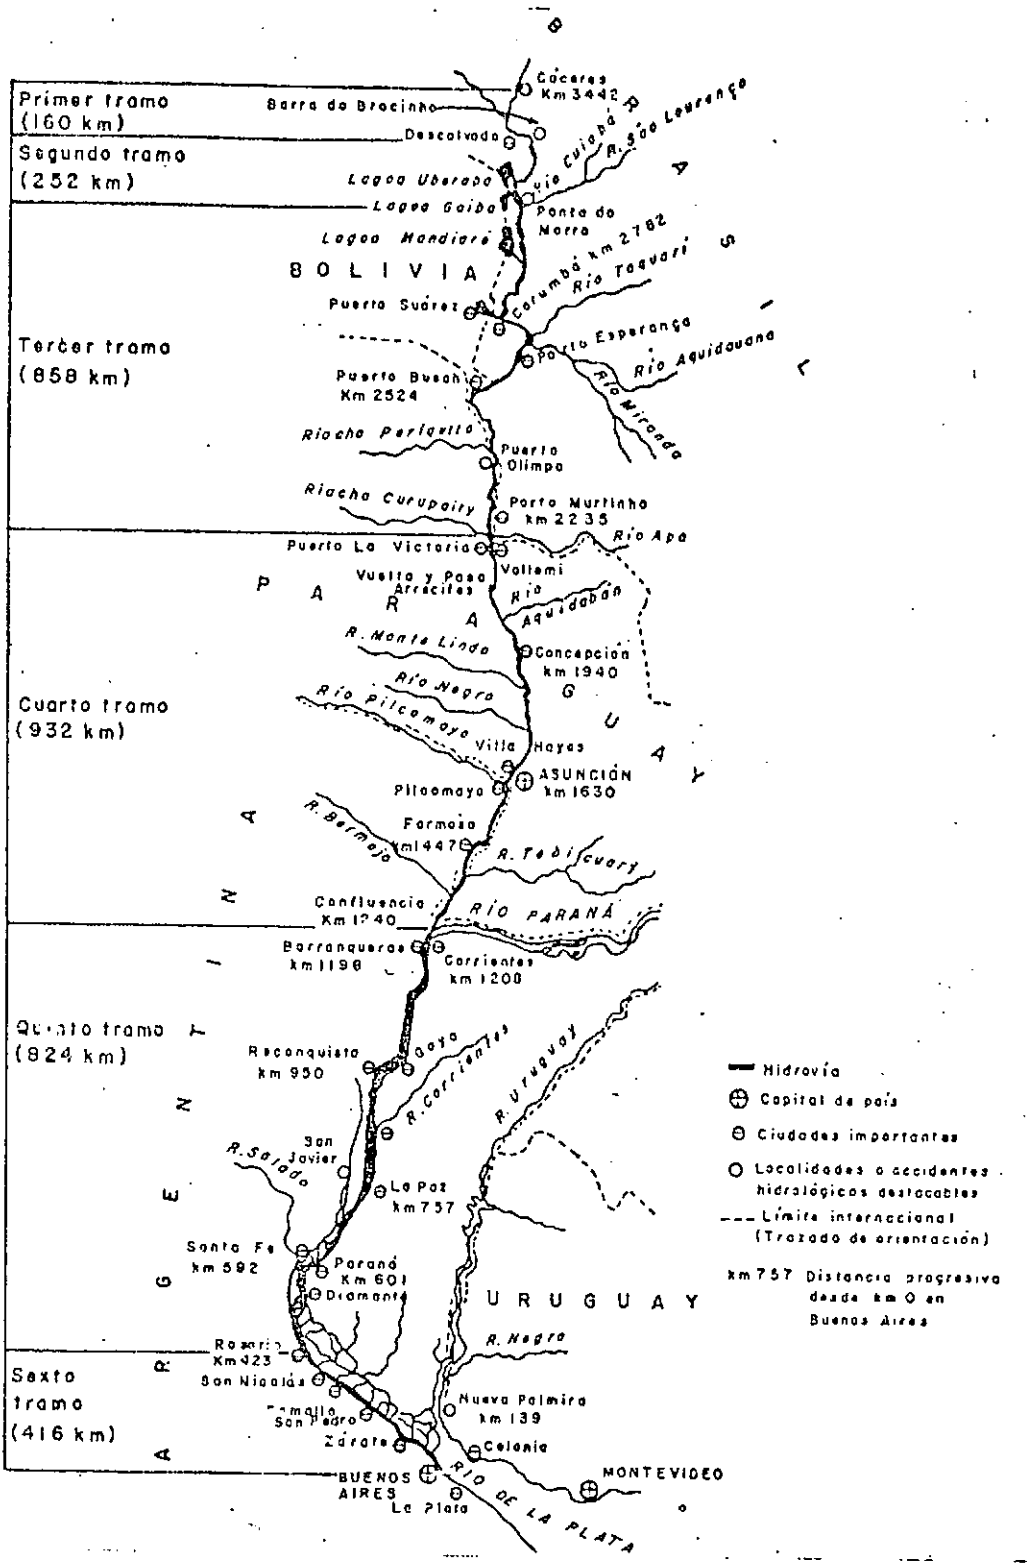 B R A S I L
Cáceres
Km 3442
Primer tramo
(160 km)
Barra do Bracinho
Descalvado
R. São Lourenço
Río Cuiabá
Segundo tramo
(252 km)
Lagoa Uberaba
Lagoa Gaiba
Ponta do
Morro
Lagoa Mandiaré
BOLIVIA
Corumbá km 2762
Río Taquari
Puerto Suárez
Porto Esperança
Río Aquidauana
Río Miranda
Tercer tramo
(858 km)
Puerto Busch
Km 2524
Riacho Periquito
Puerto
Olimpo
Riacho Curupaity
Porto Murtinho
km 2235
Río Apa
Puerto La Victoria
Vallemi
Vuelta y Paso
Arrecifes
PARAGUAY
Río
Aquidabán
R. Monte Lindo
Concepción
km 1940
Río Negro
Río Pilcomayo
Cuarto tramo
(932 km)
Villa Hayes
ASUNCIÓN
km 1630
Pilcomayo
R. Bermejo
Formosa
km 1447
R. Tebicuary
Confluencia
Km 1240
RÍO PARANÁ
Barranqueras
km 1198
Corrientes
km 1208
Quinto tramo
(824 km)
Reconquista
km 950
Goya
R. Corrientes
R. Uruguay
San
Javier
R. Salado
La Paz
km 757
Santa Fe
km 592
Paraná
Km 601
Diamante
URUGUAY
R. Negro
Rosario
Km 423
San Nicolás
Sexto
tramo
(416 km)
Ramallo
San Pedro
Nueva Palmira
km 139
Zárate
Colonia
BUENOS
AIRES
La Plata
RIO DE LA PLATA
MONTEVIDEO
ARGENTINA
Hidrovía
Capital de país
Ciudades importantes
Localidades o accidentes
hidrológicos destacables
Límite internacional
(Trazado de orientación)
km 757 Distancia progresiva
desde km 0 en
Buenos Aires